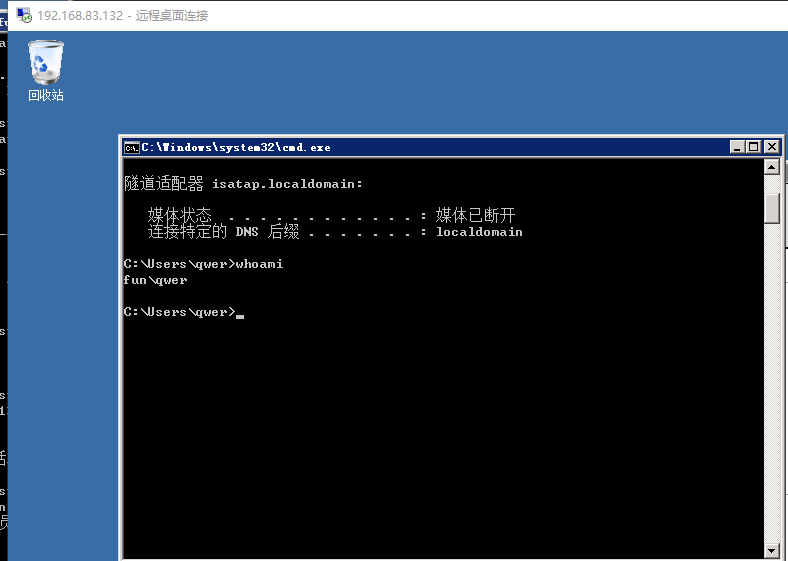 192.168.83.132 - 远程桌面连接
回收站
C:\Windows\system32\cmd.exe
隧道适配器 isatap.localdomain:
媒体状态 . . . . . . . . . . . . : 媒体已断开
连接特定的 DNS 后缀 . . . . . . . : localdomain
C:\Users\qwer>whoami
fun\qwer
C:\Users\qwer>